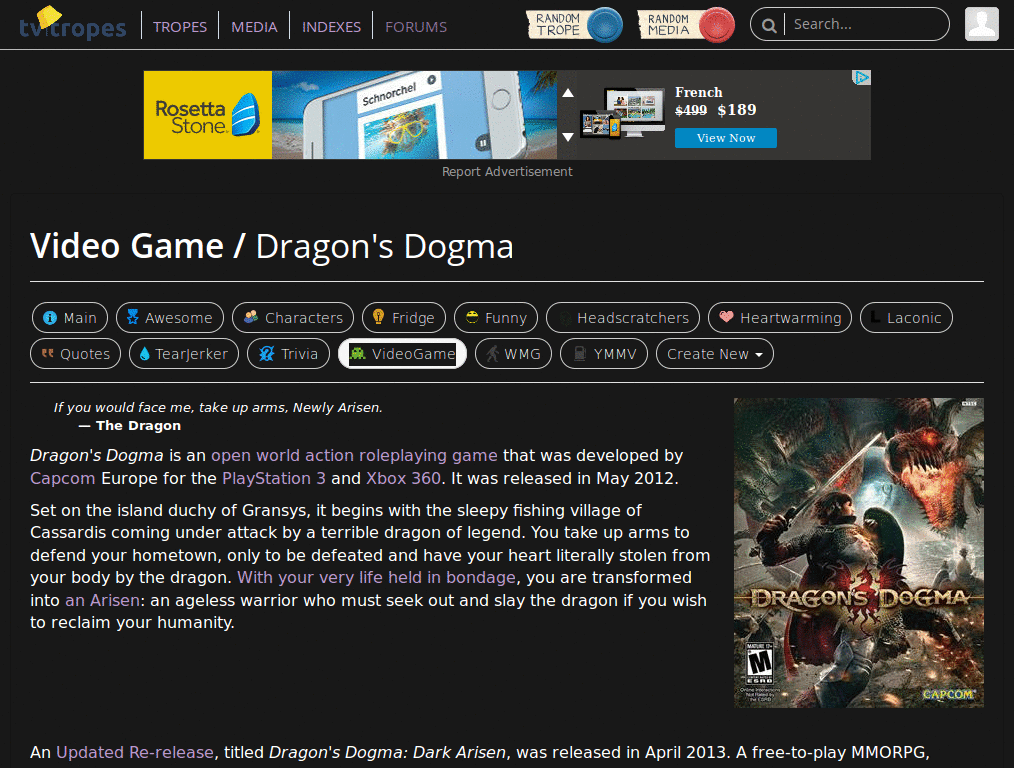 tvtropes TROPES MEDIA INDEXES FORUMS RANDOM TROPE RANDOM MEDIA Search...
Rosetta Stone Schnorchel French
$499 $189
View Now
Report Advertisement
Video Game / Dragon's Dogma
Main Awesome Characters Fridge Funny Headscratchers Heartwarming Laconic
Quotes TearJerker Trivia VideoGame WMG YMMV Create New
If you would face me, take up arms, Newly Arisen.
— The Dragon
Dragon's Dogma is an open world action roleplaying game that was developed by
Capcom Europe for the PlayStation 3 and Xbox 360. It was released in May 2012.
Set on the island duchy of Gransys, it begins with the sleepy fishing village of
Cassardis coming under attack by a terrible dragon of legend. You take up arms to
defend your hometown, only to be defeated and have your heart literally stolen from
your body by the dragon. With your very life held in bondage, you are transformed
into an Arisen: an ageless warrior who must seek out and slay the dragon if you wish
to reclaim your humanity.
DRAGON'S DOGMA
MATURE 17+
M
ESRB
CAPCOM
An Updated Re-release, titled Dragon's Dogma: Dark Arisen, was released in April 2013. A free-to-play MMORPG,